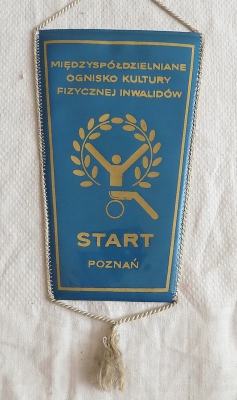 MIĘDZYSPÓŁDZIELNIANE
OGNISKO KULTURY
FIZYCZNEJ INWALIDÓW
START
POZNAŃ